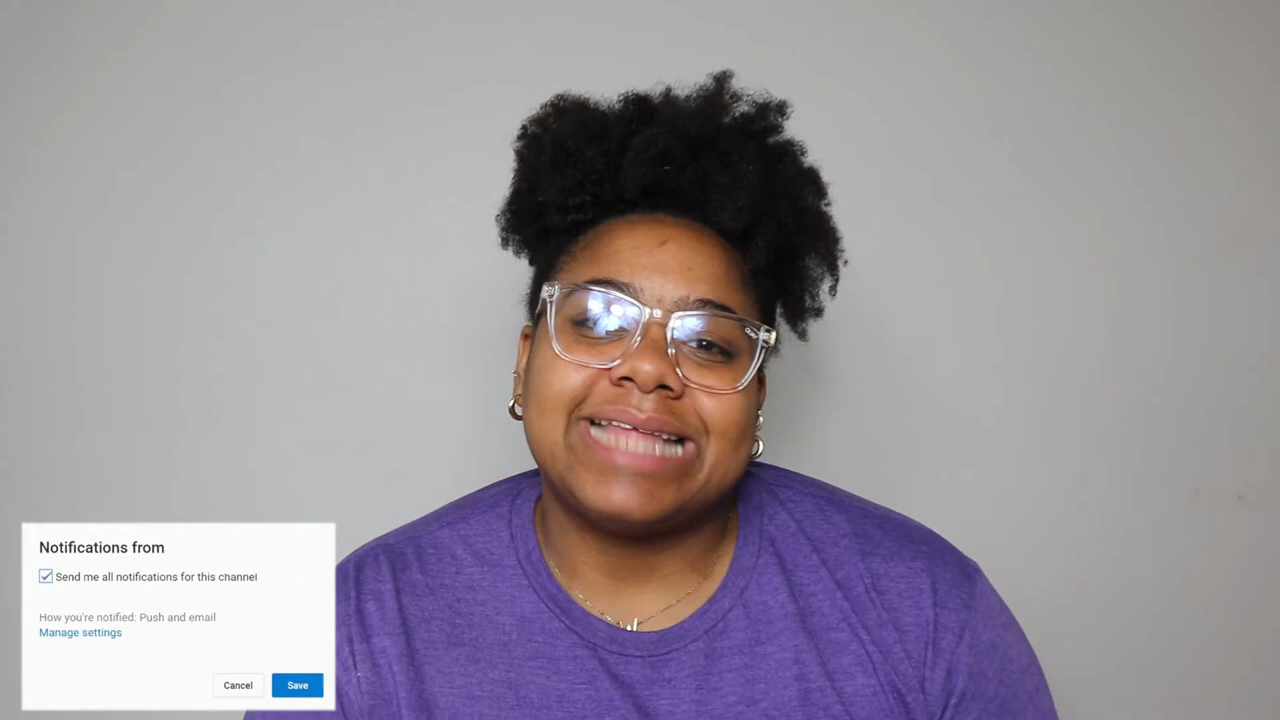 QUAY
Notifications from
Send me all notifications for this channel
How you're notified: Push and email
Manage settings
Cancel
Save